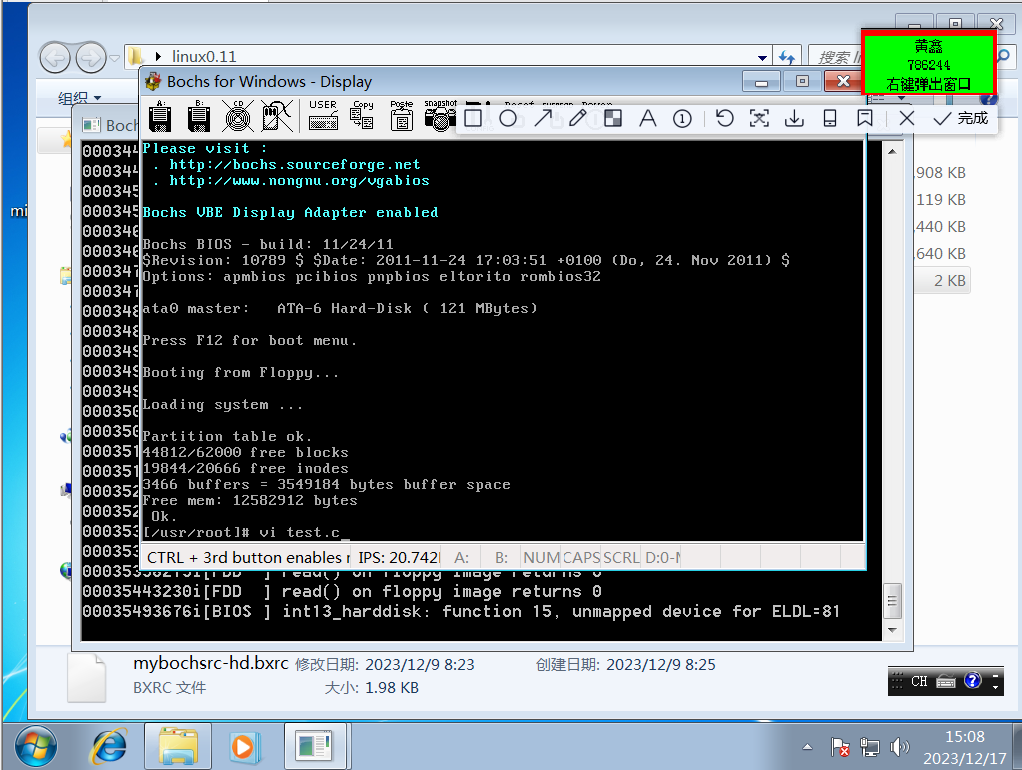 linux0.11
搜索
黄鑫
786244
右键弹出窗口
组织
Bochs for Windows - Display
A:
B:
CD
USER
Copy
Poste
snapshot
完成
Boch
Please visit :
. http://bochs.sourceforge.net
. http://www.nongnu.org/vgabios
Bochs VBE Display Adapter enabled
Bochs BIOS - build: 11/24/11
$Revision: 10789 $ $Date: 2011-11-24 17:03:51 +0100 (Do, 24. Nov 2011) $
Options: apmbios pcibios pnpbios eltorito rombios32
ata0 master: ATA-6 Hard-Disk ( 121 MBytes)
Press F12 for boot menu.
Booting from Floppy...
Loading system ...
Partition table ok.
44812/62000 free blocks
19844/20666 free inodes
3466 buffers = 3549184 bytes buffer space
Free mem: 12582912 bytes
Ok.
[/usr/root]# vi test.c_
00034
00034
00034
00034
00034
00034
00034
00034
00034
00034
00034
00034
00034
00035
00035
00035
00035
00035
00035
00035
mi
,908 KB
119 KB
,440 KB
,640 KB
2 KB
CTRL + 3rd button enables
IPS: 20.742
A:
B:
NUM
CAPS
SCRL
D:0-
[FDD ] read() on floppy image returns 0
00035443230i[FDD ] read() on floppy image returns 0
00035493676i[BIOS ] int13_harddisk: function 15, unmapped device for ELDL=81
mybochsrc-hd.bxrc 修改日期: 2023/12/9 8:23 创建日期: 2023/12/9 8:25
BXRC 文件 大小: 1.98 KB
CH
15:08
2023/12/17